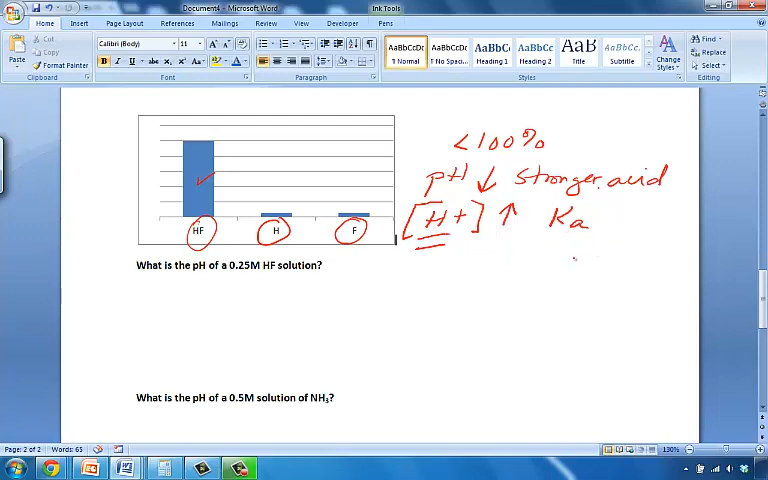 Document4 - Microsoft Word
Ink Tools
Home Insert Page Layout References Mailings Review View Developer Pens
Cut
Copy
Format Painter
Paste
Clipboard
Calibri (Body) 11
Font
Paragraph
AaBbCcDc AaBbCcDc AaBbC AaBbCc AaB AaBbCcL
¶ Normal ¶ No Spaci... Heading 1 Heading 2 Title Subtitle
Styles
Change
Styles
Find
Replace
Select
Editing
<100%
pH ↓ stronger acid
[H+] ↑ Ka
HF H F
What is the pH of a 0.25M HF solution?
What is the pH of a 0.5M solution of NH₃?
Page: 2 of 2 Words: 65
130%
5:59 PM